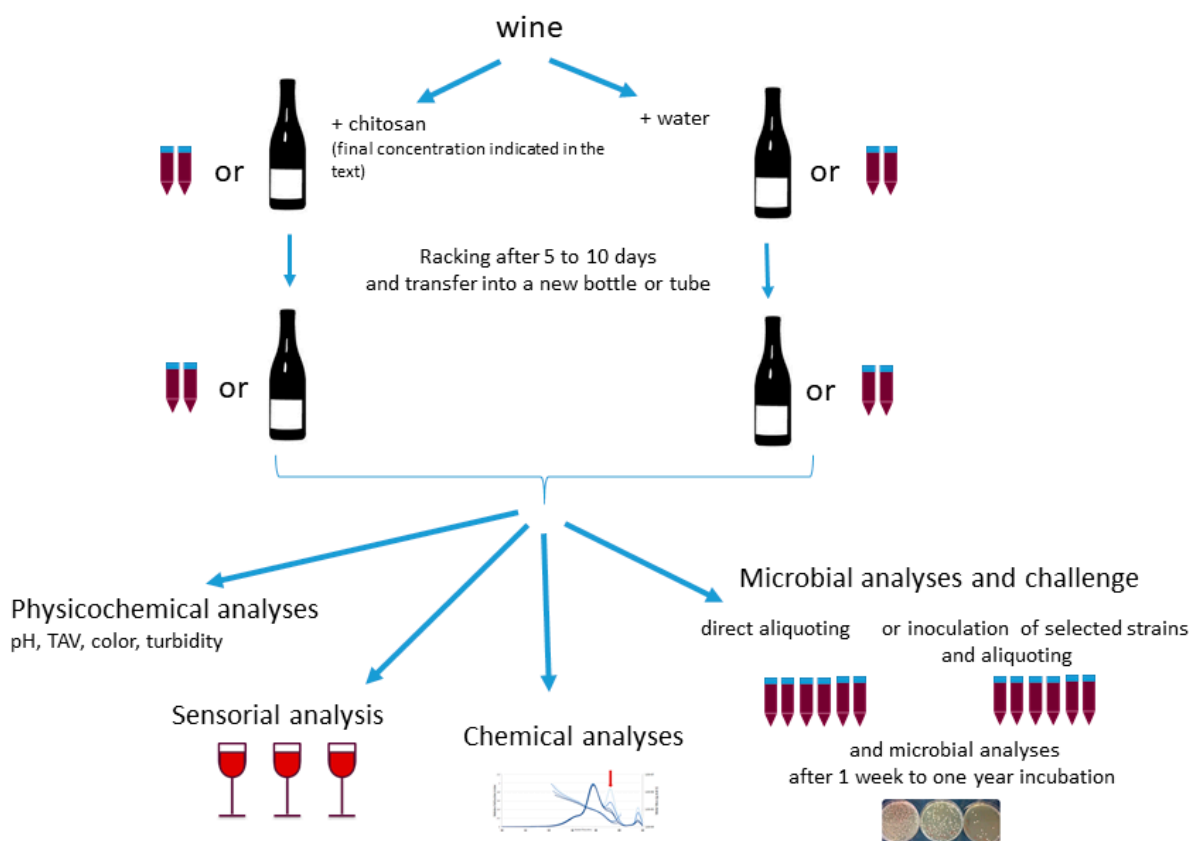 wine
+ chitosan
(final concentration indicated in the
text)
+ water
or
or
Racking after 5 to 10 days
and transfer into a new bottle or tube
or
or
Physicochemical analyses
pH, TAV, color, turbidity
Sensorial analysis
Chemical analyses
Microbial analyses and challenge
direct aliquoting
or inoculation of selected strains
and aliquoting
and microbial analyses
after 1 week to one year incubation